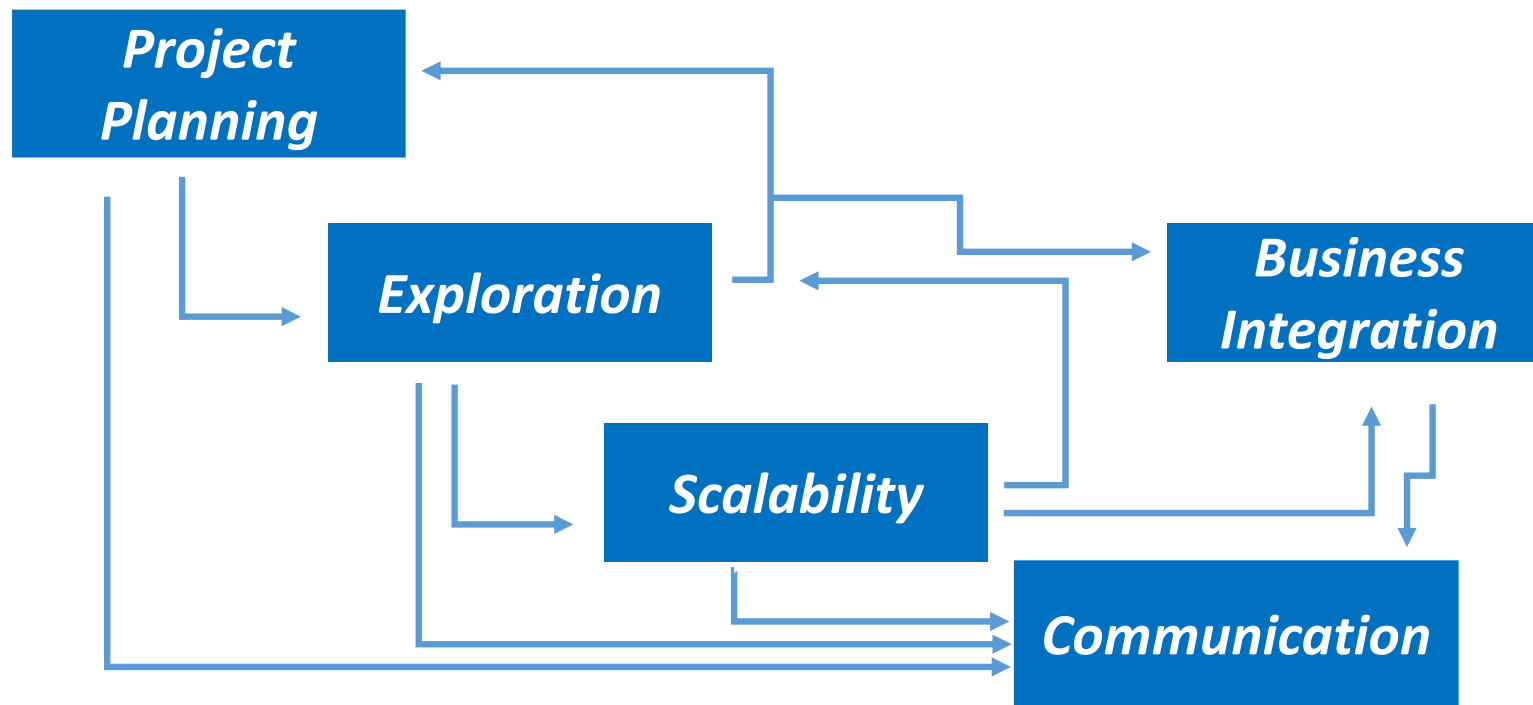 Project
Planning
Exploration
Business
Integration
Scalability
Communication